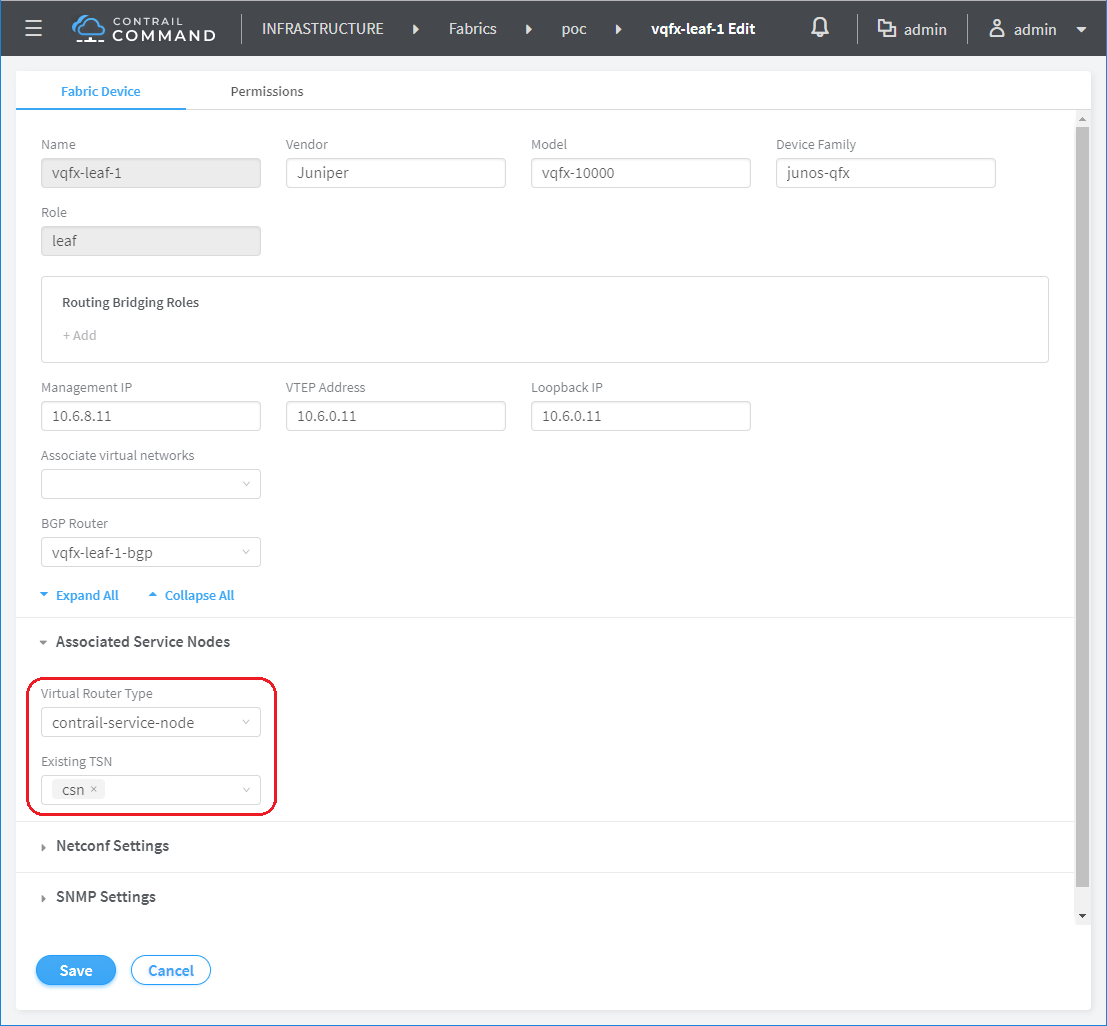 CONTRAIL
COMMAND
INFRASTRUCTURE Fabrics poc vqfx-leaf-1 Edit admin admin
Fabric Device Permissions
Name Vendor Model Device Family
vqfx-leaf-1 Juniper vqfx-10000 junos-qfx
Role
leaf
Routing Bridging Roles
+ Add
Management IP VTEP Address Loopback IP
10.6.8.11 10.6.0.11 10.6.0.11
Associate virtual networks
BGP Router
vqfx-leaf-1-bgp
Expand All Collapse All
Associated Service Nodes
Virtual Router Type
contrail-service-node
Existing TSN
csn ×
Netconf Settings
SNMP Settings
Save Cancel